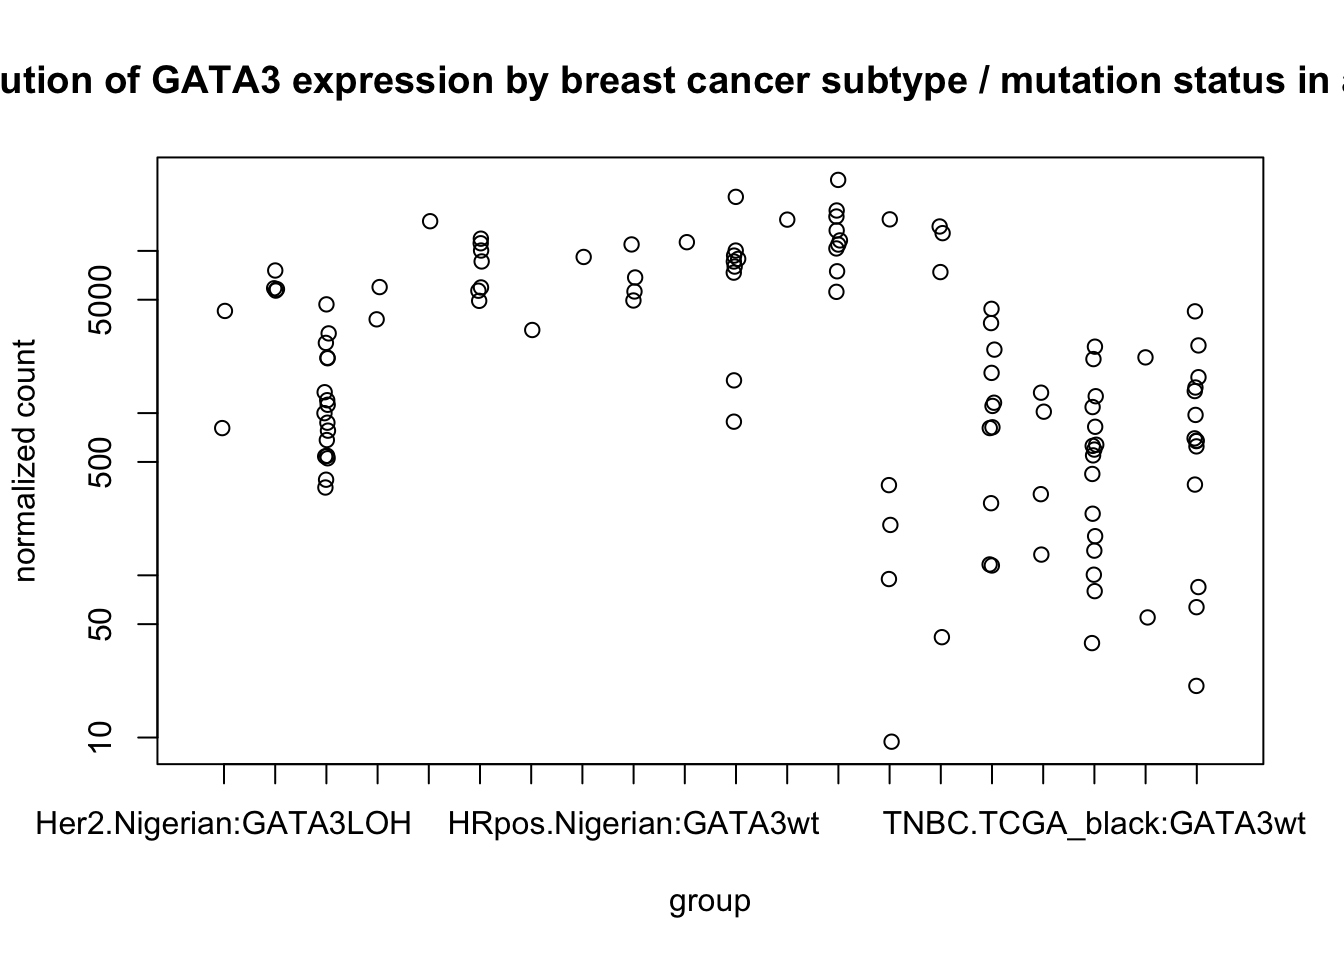 ution of GATA3 expression by breast cancer subtype / mutation status in
normalized count
5000
500
50
10
Her2.Nigerian:GATA3LOH HRpos.Nigerian:GATA3wt TNBC.TCGA_black:GATA3wt
group